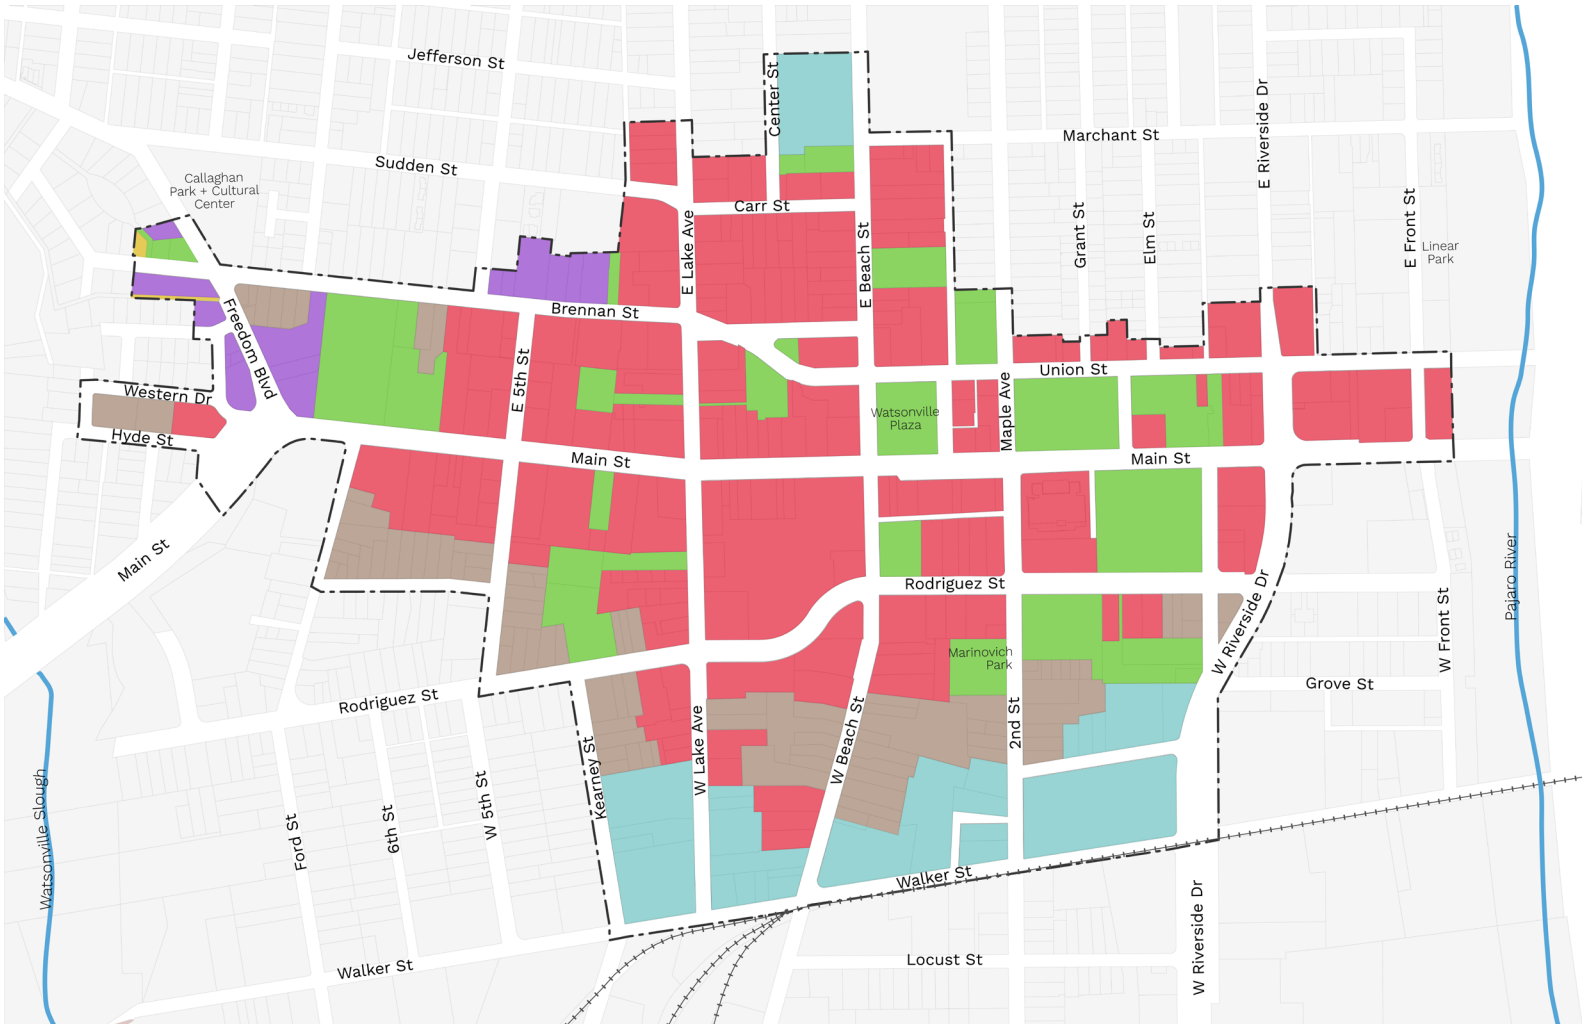 Jefferson St
Center St
Marchant St
E Riverside Dr
Sudden St
Callaghan
Park + Cultural
Center
Carr St
E Lake Ave
E Beach St
Grant St
Elm St
E Front St
Linear
Park
Brennan St
Freedom Blvd
E 5th St
Union St
Western Dr
Hyde St
Watsonville
Plaza
Maple Ave
Main St
Main St
Main St
Rodriguez St
Pajaro River
W Riverside Dr
W Front St
Marinovich
Park
Grove St
Rodriguez St
2nd St
W Lake Ave
W Beach St
Kearney St
Watsonville Slough
Ford St
6th St
W 5th St
Walker St
Walker St
Locust St
W Riverside Dr